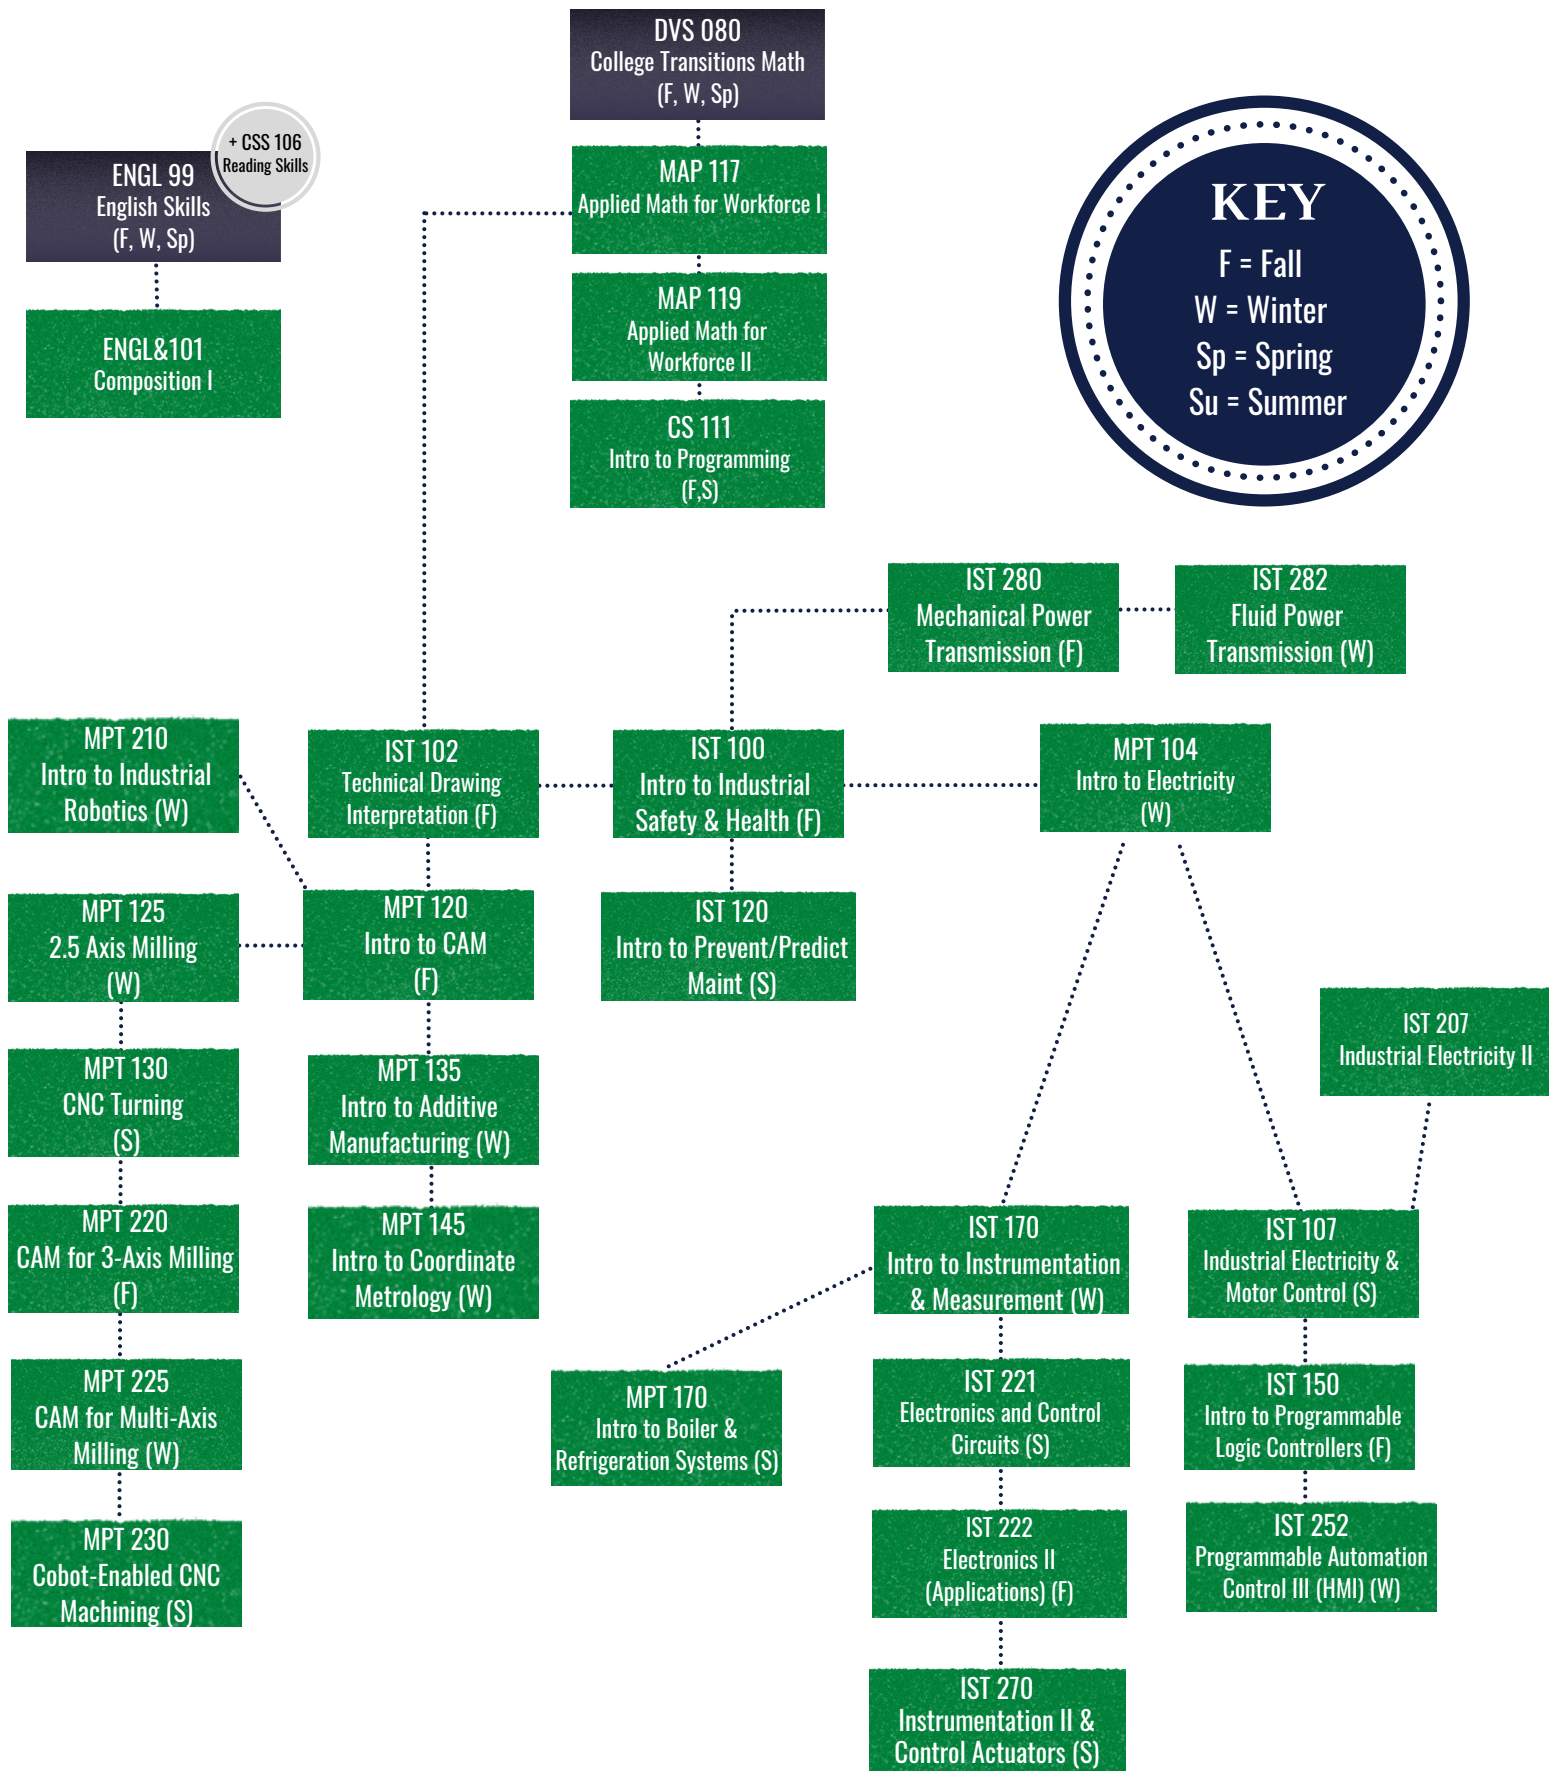 DVS 080
College Transitions Math
(F, W, Sp)
+ CSS 106
Reading Skills
ENGL 99
English Skills
(F, W, Sp)
MAP 117
Applied Math for Workforce I
KEY
F = Fall
W = Winter
Sp = Spring
Su = Summer
MAP 119
Applied Math for
Workforce II
ENGL&101
Composition I
CS 111
Intro to Programming
(F,S)
IST 280
Mechanical Power
Transmission (F)
IST 282
Fluid Power
Transmission (W)
MPT 210
Intro to Industrial
Robotics (W)
IST 102
Technical Drawing
Interpretation (F)
IST 100
Intro to Industrial
Safety & Health (F)
MPT 104
Intro to Electricity
(W)
MPT 125
2.5 Axis Milling
(W)
MPT 120
Intro to CAM
(F)
IST 120
Intro to Prevent/Predict
Maint (S)
IST 207
Industrial Electricity II
MPT 130
CNC Turning
(S)
MPT 135
Intro to Additive
Manufacturing (W)
MPT 220
CAM for 3-Axis Milling
(F)
MPT 145
Intro to Coordinate
Metrology (W)
IST 170
Intro to Instrumentation
& Measurement (W)
IST 107
Industrial Electricity &
Motor Control (S)
MPT 225
CAM for Multi-Axis
Milling (W)
MPT 170
Intro to Boiler &
Refrigeration Systems (S)
IST 221
Electronics and Control
Circuits (S)
IST 150
Intro to Programmable
Logic Controllers (F)
MPT 230
Cobot-Enabled CNC
Machining (S)
IST 222
Electronics II
(Applications) (F)
IST 252
Programmable Automation
Control III (HMI) (W)
IST 270
Instrumentation II &
Control Actuators (S)